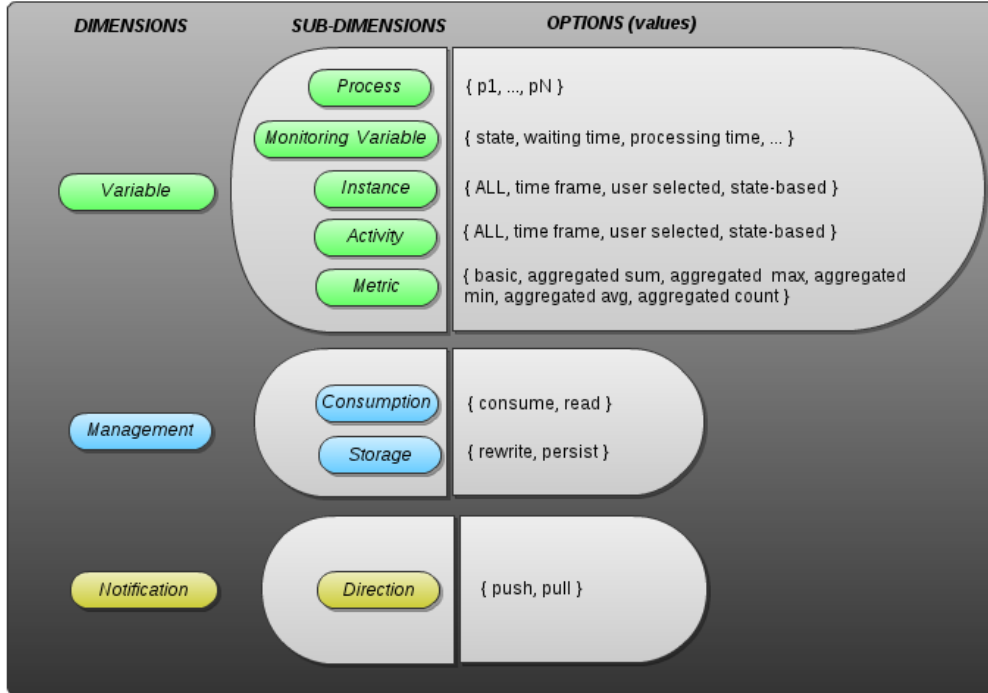 DIMENSIONS SUB-DIMENSIONS OPTIONS (values)
Process { p1, ..., pN }
Monitoring Variable { state, waiting time, processing time, ... }
Variable Instance { ALL, time frame, user selected, state-based }
Activity { ALL, time frame, user selected, state-based }
Metric { basic, aggregated sum, aggregated max, aggregated
min, aggregated avg, aggregated count }
Consumption { consume, read }
Management
Storage { rewrite, persist }
Notification Direction { push, pull }